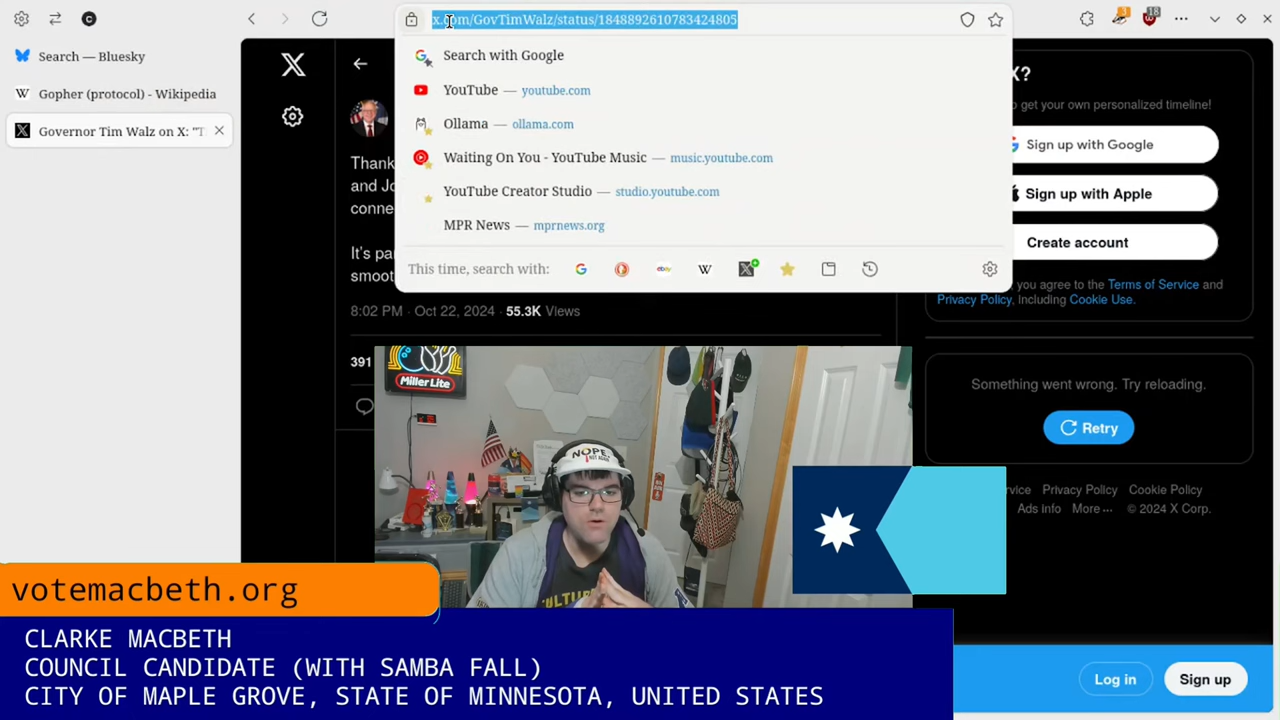 x.com/GovTimWalz/status/1848892610783424805
Search — Bluesky
Search with Google
X?
Gopher (protocol) - Wikipedia
YouTube — youtube.com
to get your own personalized timeline!
Governor Tim Walz on X: "T
Ollama — ollama.com
Sign up with Google
Thank
Waiting On You - YouTube Music — music.youtube.com
and Jo
YouTube Creator Studio — studio.youtube.com
Sign up with Apple
conne
MPR News — mprnews.org
Create account
It's pa
This time, search with:
you agree to the Terms of Service and
smoot
Privacy Policy, including Cookie Use.
8:02 PM · Oct 22, 2024 · 55.3K Views
391
Something went wrong. Try reloading.
Miller Lite
Retry
NOPE.
Privacy Policy Cookie Policy
Ads info More ··· © 2024 X Corp.
votemacbeth.org
CLARKE MACBETH
COUNCIL CANDIDATE (WITH SAMBA FALL)
CITY OF MAPLE GROVE, STATE OF MINNESOTA, UNITED STATES
Log in
Sign up